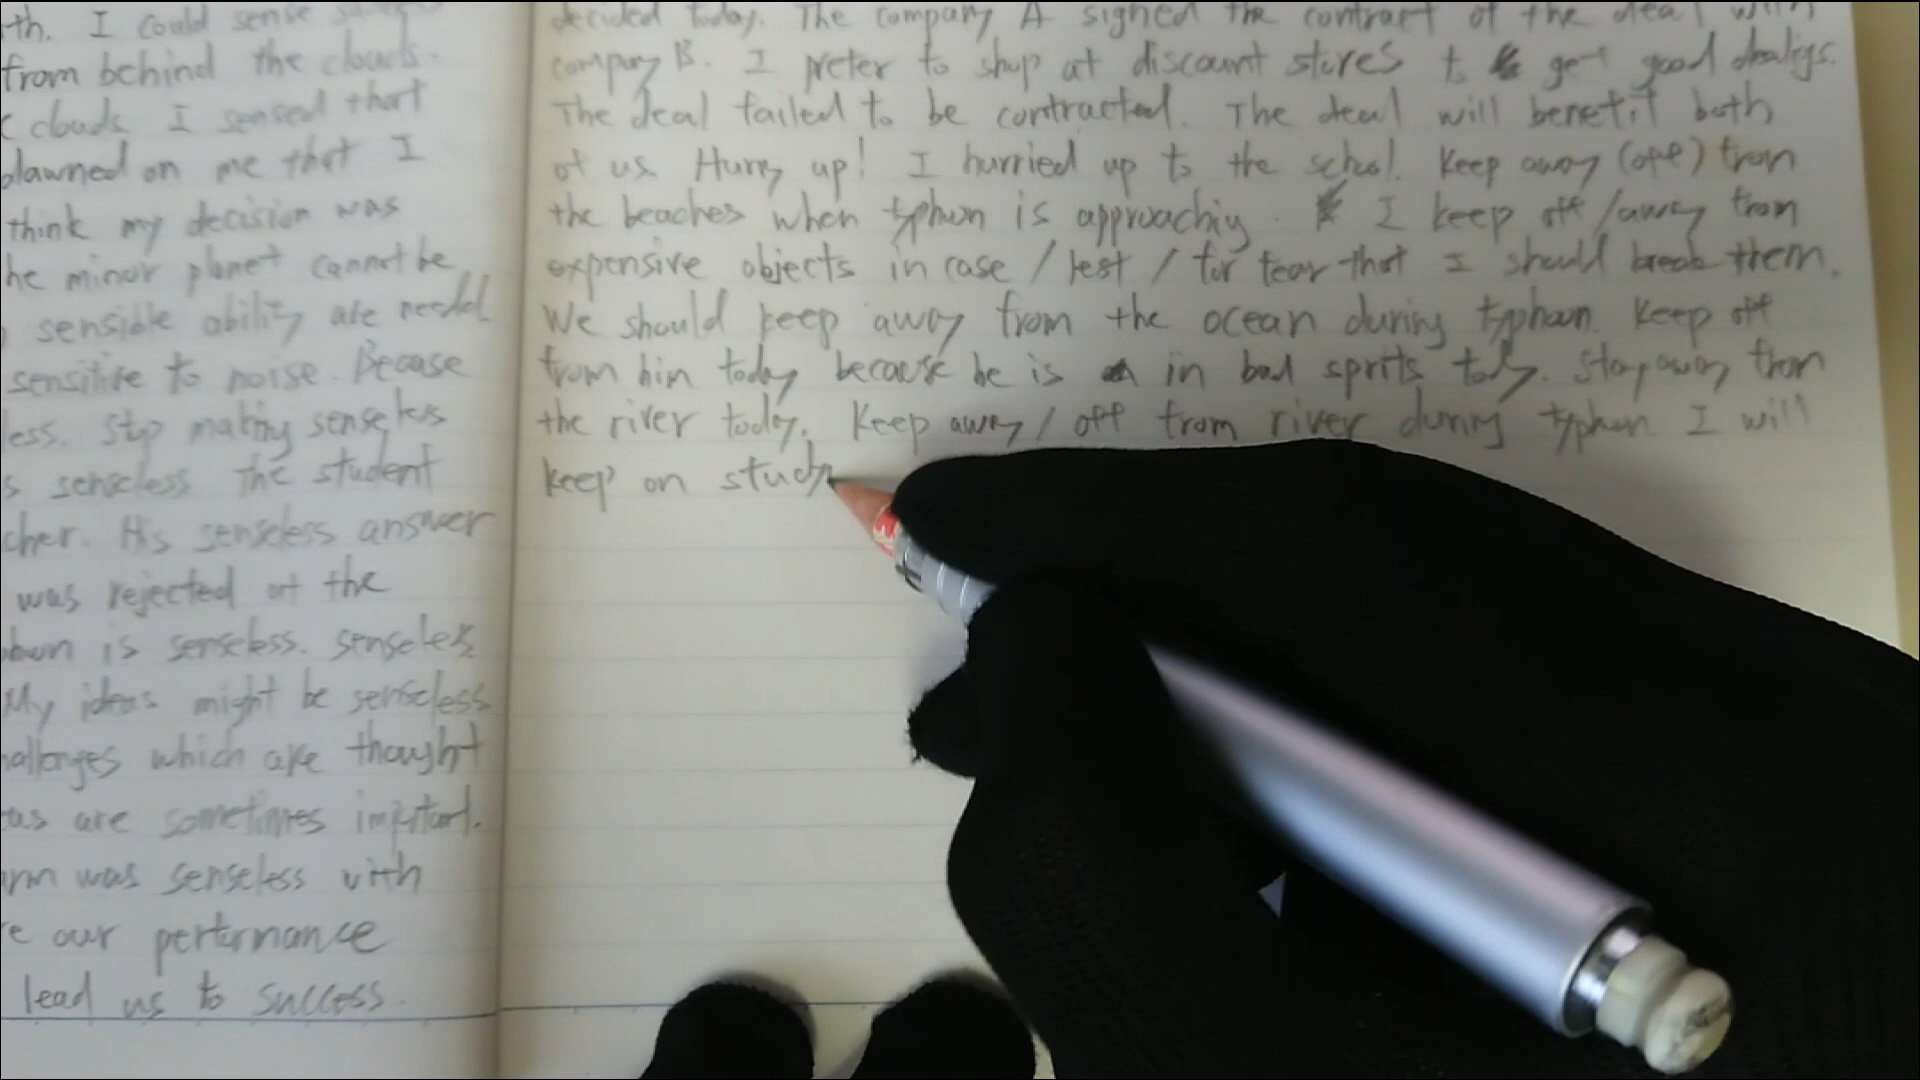 th. I could sense
from behind the clouds.
clouds I sensed that
dawned on me that I
think my decision was
he minor planet cannot be
sensible ability are needed
sensitive to noise. Because
less. Stop making senseless
s senseless the student
cher. His senseless answer
was rejected at the
is senseless. senseless
My ideas might be senseless
allenges which are thought
as are sometimes important.
was senseless with
e our performance
lead us to success.
decided today. The company A signed the contract of the deal with
company B. I prefer to shop at discount stores to get good dealigs.
The deal failed to be contracted. The deal will benefit both
of us. Hurry up! I hurried up to the school. Keep away (off) from
the beaches when typhoon is approachig. I keep off/away from
expensive objects in case / lest / for fear that I should break them.
We should keep away from the ocean during typhoon. Keep off
from him today because he is in bad sprits today. Stay away from
the river today. Keep away / off from river during typhoon I will
keep on study